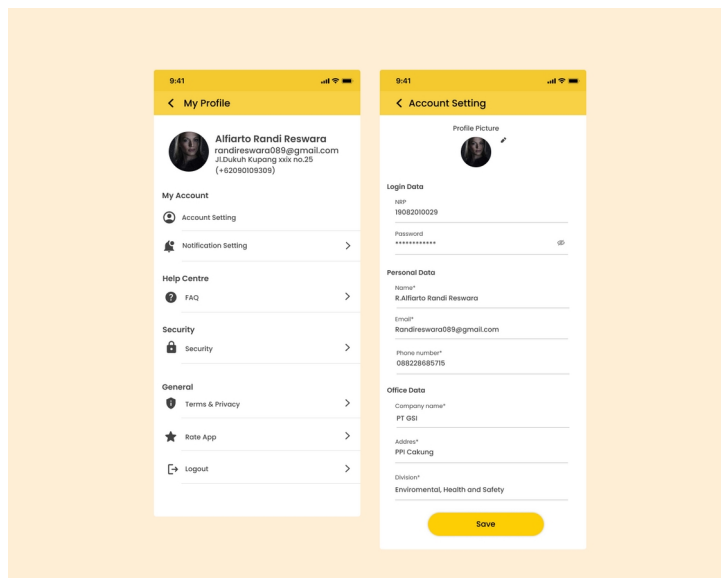 9:41
My Profile
Alfiarto Randi Reswara
randireswara089@gmail.com
Jl.Dukuh Kupang xxix no.25
(+62090109309)
My Account
Account Setting
Notification Setting
Help Centre
FAQ
Security
Security
General
Terms & Privacy
Rate App
Logout
9:41
Account Setting
Profile Picture
Login Data
NRP
19082010029
Password
************
Personal Data
Name*
R.Alfiarto Randi Reswara
Email*
Randireswara089@gmail.com
Phone number*
088228685715
Office Data
Company name*
PT GSI
Addres*
PPI Cakung
Division*
Enviromental, Health and Safety
Save